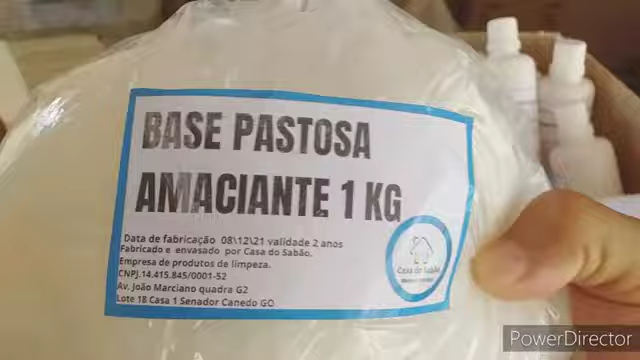 BASE PASTOSA
AMACIANTE 1 KG
Data de fabricação 08\12\21 validade 2 anos
Fabricado e envasado por Casa do Sabão.
Empresa de produtos de limpeza.
CNPJ.14.415.845/0001-52
Av. João Marciano quadra G2
Lote 18 Casa 1 Senador Canedo GO
Casa do Sabão
PowerDirector